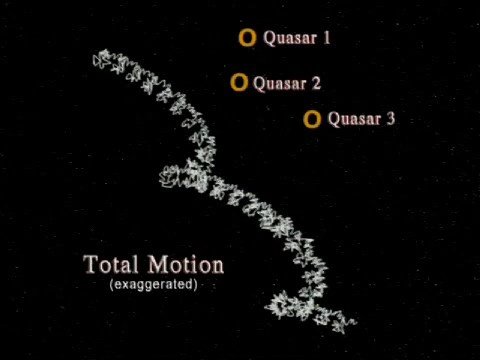 Quasar 1
Quasar 2
Quasar 3
Total Motion
(exaggerated)